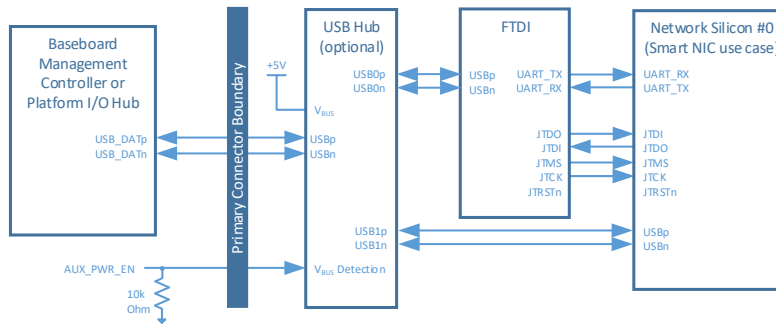 Baseboard
Management
Controller or
Platform I/O Hub
USB_DATp
USB_DATn
AUX_PWR_EN
10k
Ohm
Primary Connector Boundary
+5V
USB Hub
(optional)
USB0p
USB0n
VBUS
USBp
USBn
USB1p
USB1n
VBUS Detection
FTDI
USBp
USBn
UART_TX
UART_RX
JTDO
JTDI
JTMS
JTCK
JTRSTn
Network Silicon #0
(Smart NIC use case)
UART_RX
UART_TX
JTDI
JTDO
JTMS
JTCK
JTRSTn
USBp
USBn